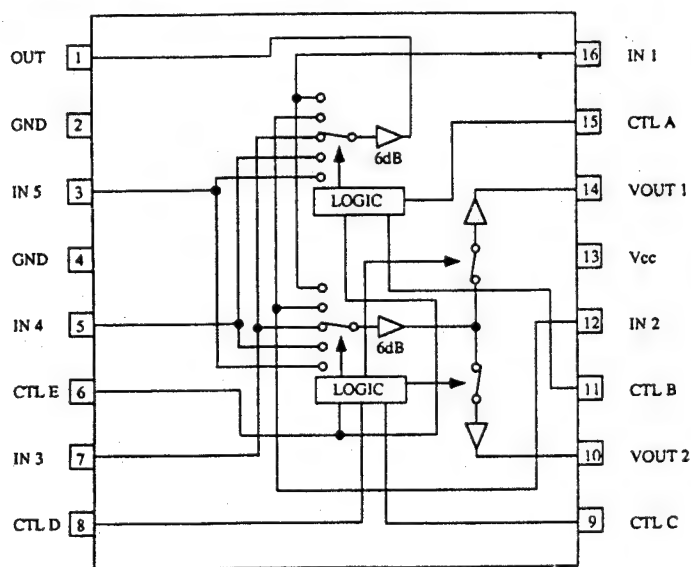 OUT 1 16 IN 1
GND 2 15 CTL A
6dB
IN 5 3 14 VOUT 1
LOGIC
GND 4 13 Vcc
IN 4 5 12 IN 2
6dB
CTL E 6 11 CTL B
LOGIC
IN 3 7 10 VOUT 2
CTL D 8 9 CTL C